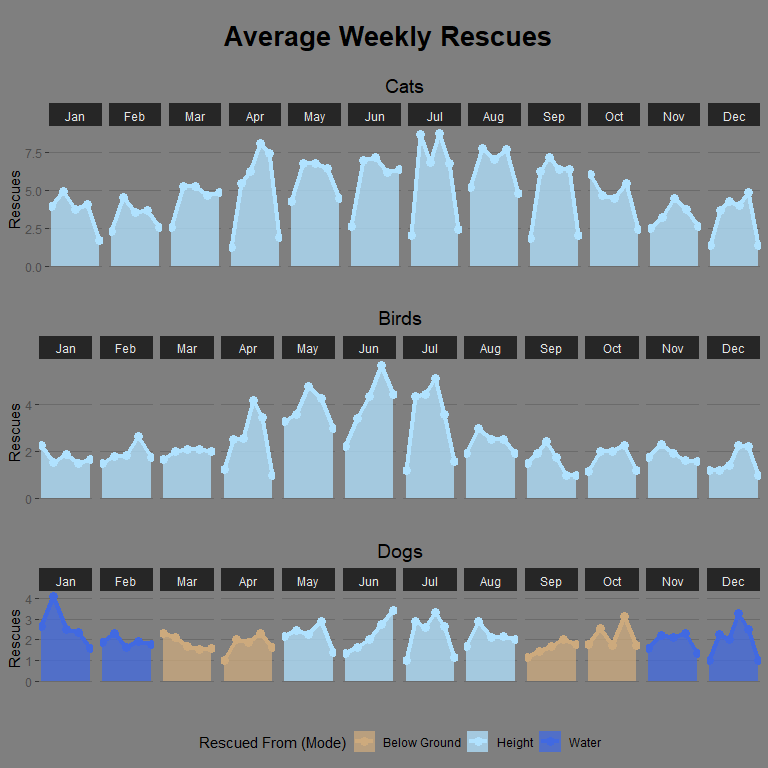 Average Weekly Rescues
Cats
Jan Feb Mar Apr May Jun Jul Aug Sep Oct Nov Dec
Rescues
7.5
5.0
2.5
0.0
Birds
Jan Feb Mar Apr May Jun Jul Aug Sep Oct Nov Dec
Rescues
4
2
0
Dogs
Jan Feb Mar Apr May Jun Jul Aug Sep Oct Nov Dec
Rescues
4
3
2
1
0
Rescued From (Mode) Below Ground Height Water